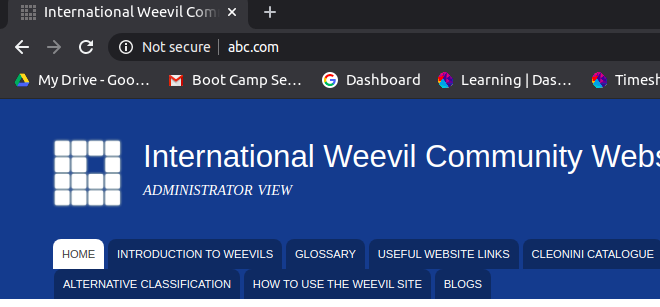 International Weevil Com
Not secure | abc.com
My Drive - Goo… Boot Camp Se… Dashboard Learning | Das… Timesh
International Weevil Community Webs
ADMINISTRATOR VIEW
HOME INTRODUCTION TO WEEVILS GLOSSARY USEFUL WEBSITE LINKS CLEONINI CATALOGUE
ALTERNATIVE CLASSIFICATION HOW TO USE THE WEEVIL SITE BLOGS